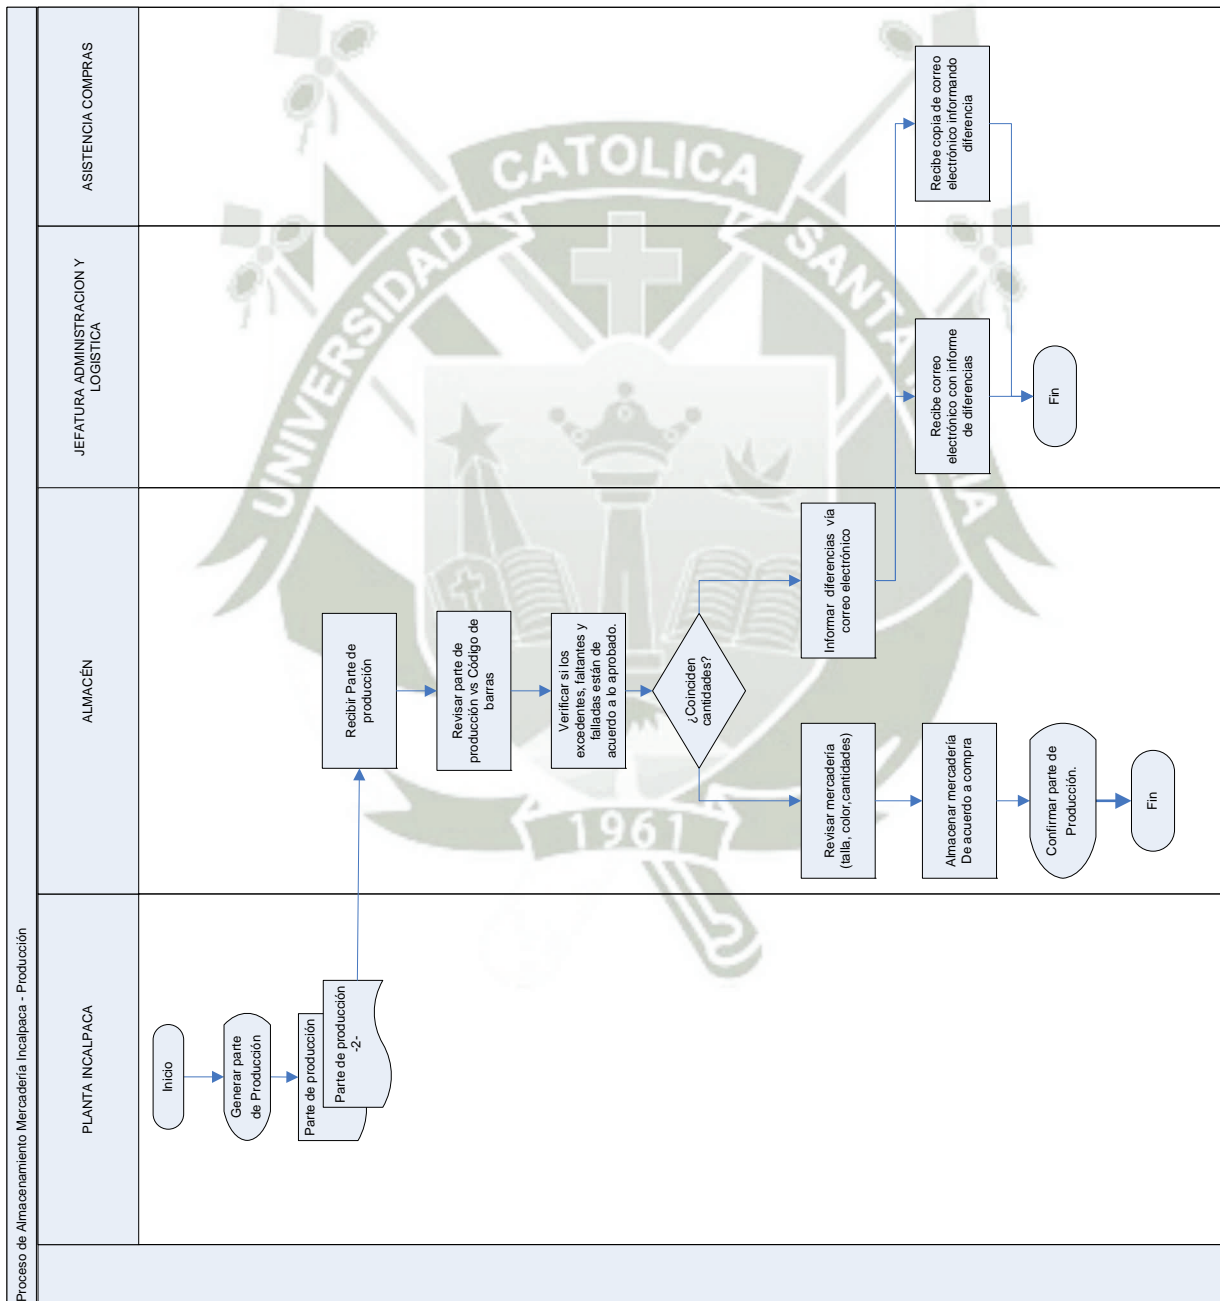 Proceso de Almacenamiento Mercadería Incalpaca - Producción
PLANTA INCALPACA
ALMACÉN
JEFATURA ADMINISTRACION Y
LOGISTICA
ASISTENCIA COMPRAS
Inicio
Generar parte
de Producción
Parte de producción
Parte de producción
-2-
Recibir Parte de
producción
Revisar parte de
producción vs Código de
barras
Verificar si los
excedentes, faltantes y
falladas están de
acuerdo a lo aprobado.
¿Coinciden
cantidades?
Revisar mercadería
(talla, color,cantidades)
Almacenar mercadería
De acuerdo a compra
Confirmar parte de
Producción.
Fin
Informar diferencias vía
correo electrónico
Recibe correo
electrónico con informe
de diferencias
Fin
Recibe copia de correo
electrónico informando
diferencia
UNIVERSIDAD
CATOLICA
SANTA
1961